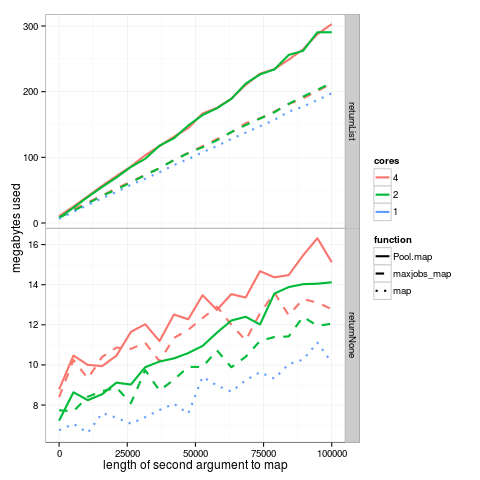 megabytes used
300
200
100
0
returnList
16
14
12
10
8
returnNone
0
25000
50000
75000
100000
length of second argument to map
cores
4
2
1
function
Pool.map
maxjobs_map
map